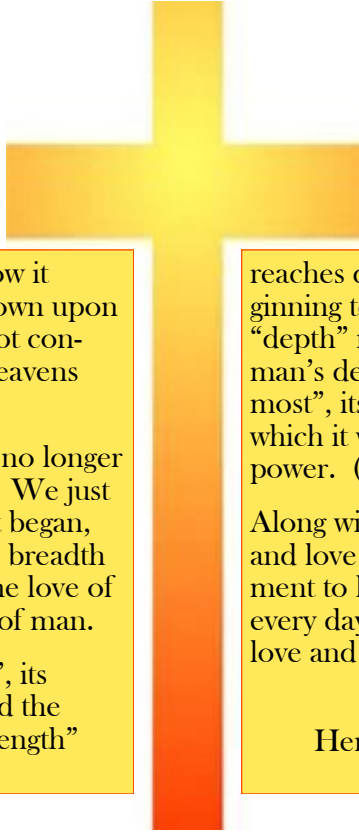 ow it
own upon
ot con-
eavens
no longer
We just
t began,
breadth
he love of
of man.
”, its
d the
ength”
reaches
ginning t
“depth”
man’s de
most”, its
which it
power. (
Along wi
and love
ment to
every day
love and
Her